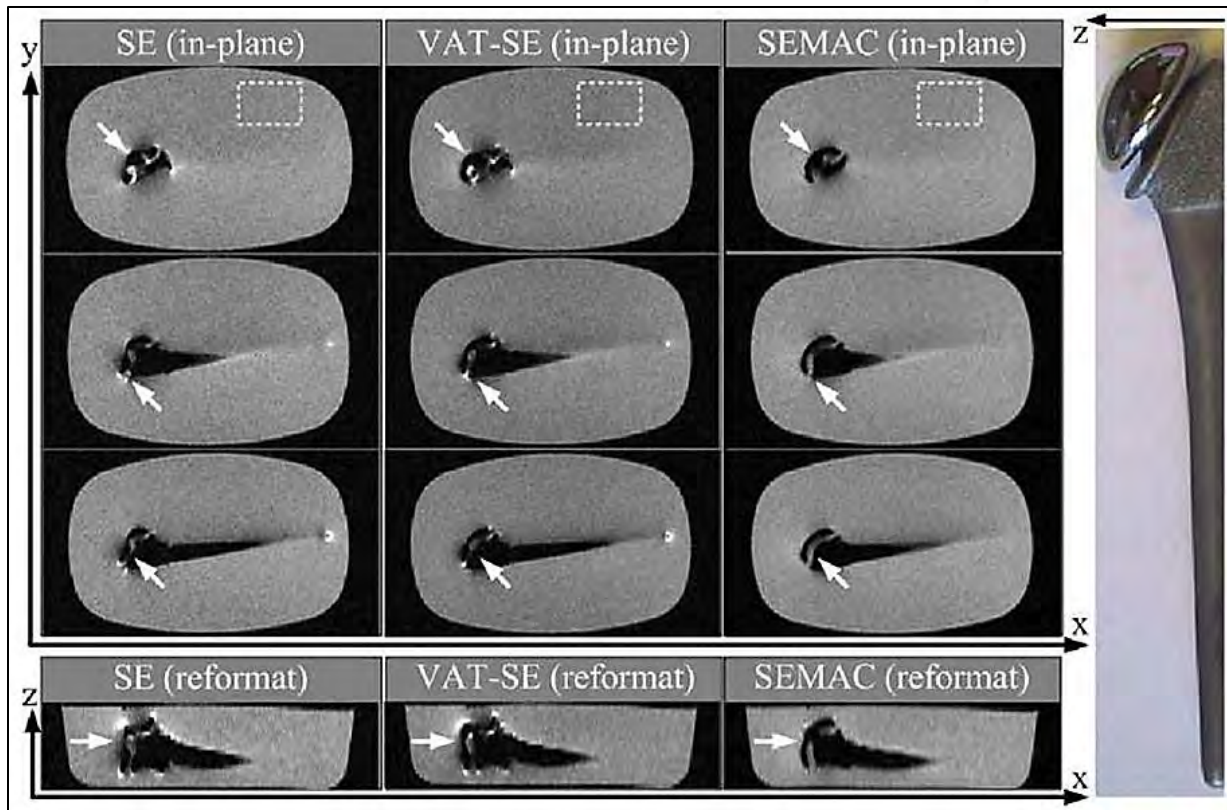 y
SE (in-plane)
VAT-SE (in-plane)
SEMAC (in-plane)
z
x
z
SE (reformat)
VAT-SE (reformat)
SEMAC (reformat)
x